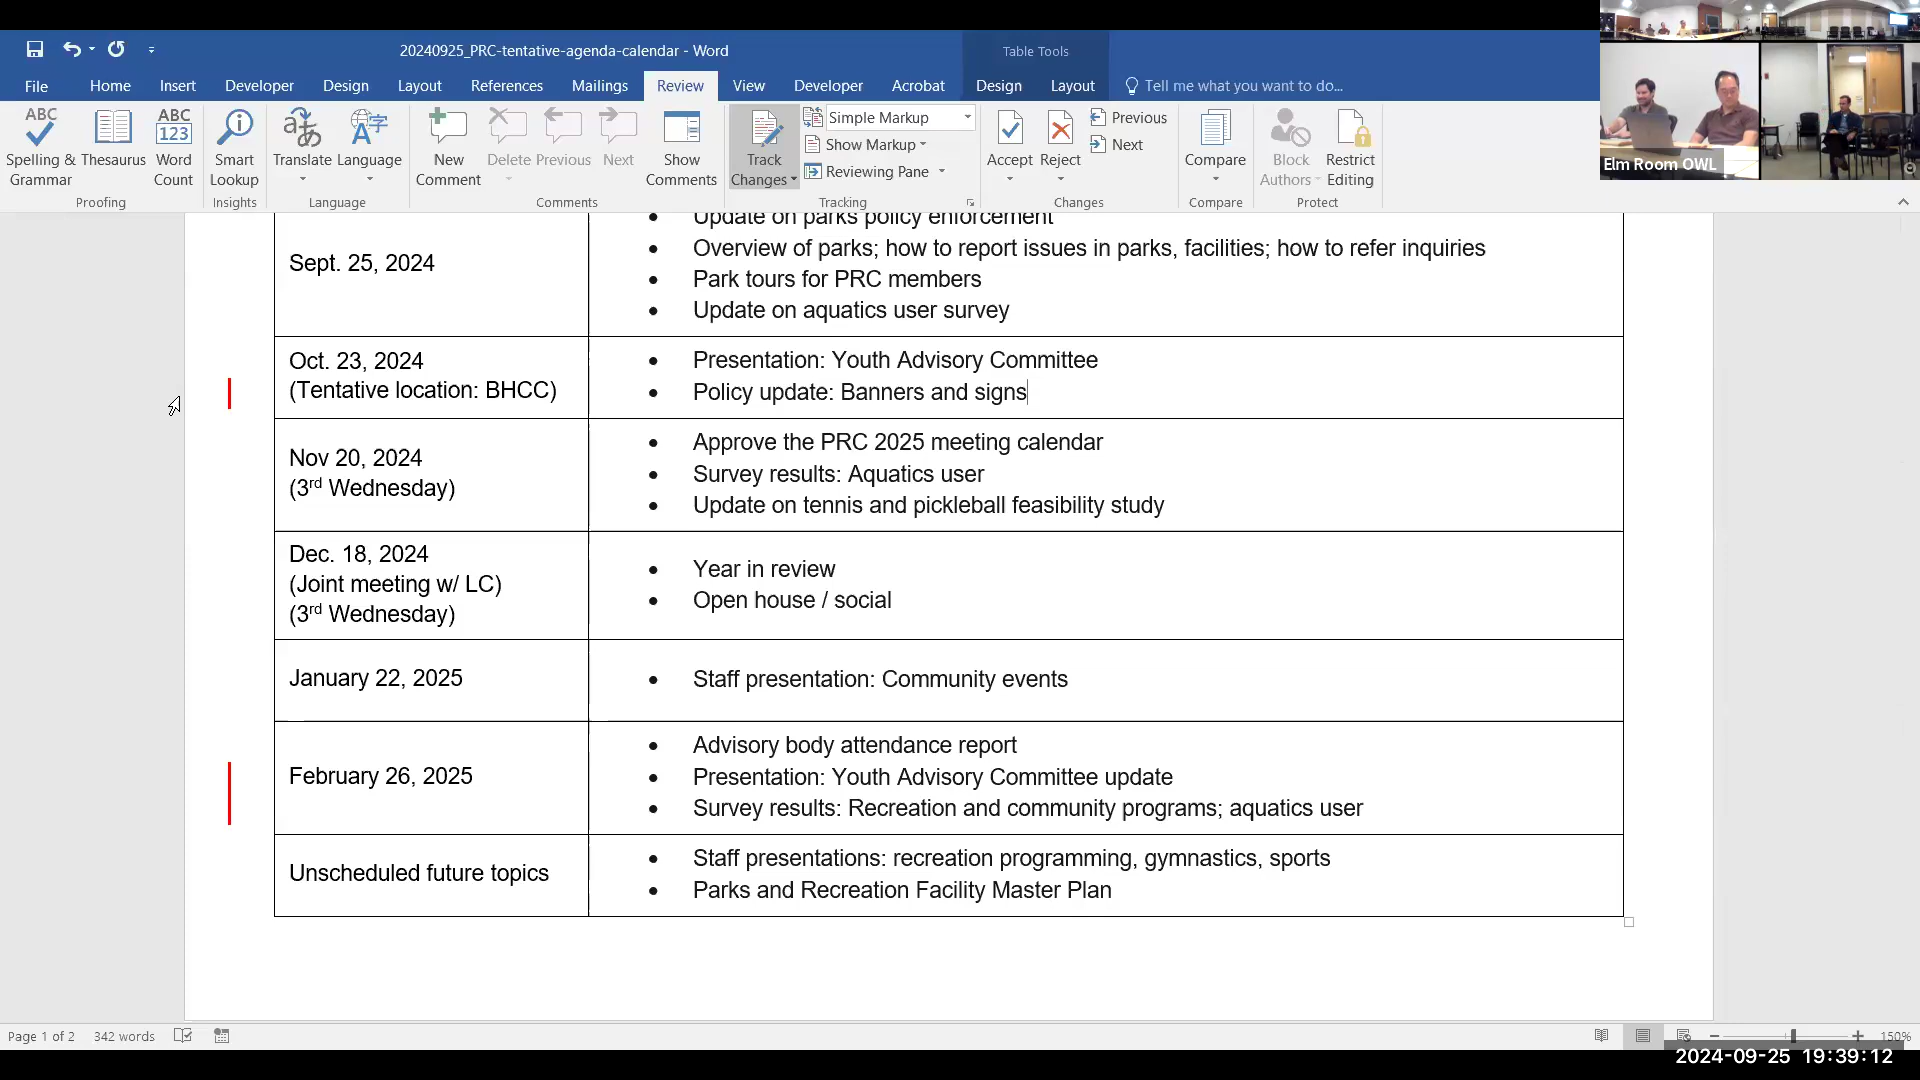 20240925_PRC-tentative-agenda-calendar - Word
Table Tools
File Home Insert Developer Design Layout References Mailings Review View Developer Acrobat Design Layout Tell me what you want to do...
ABC
Spelling & Grammar
Thesaurus
ABC 123
Word Count
Smart Lookup
Translate
Language
New Comment
Delete
Previous
Next
Show Comments
Track Changes
Simple Markup
Show Markup
Reviewing Pane
Accept
Reject
Previous
Next
Compare
Block Authors
Restrict Editing
Proofing Insights Language Comments Tracking Changes Compare Protect
Elm Room OWL
Sept. 25, 2024
Update on parks policy enforcement
Overview of parks; how to report issues in parks, facilities; how to refer inquiries
Park tours for PRC members
Update on aquatics user survey
Oct. 23, 2024
(Tentative location: BHCC)
Presentation: Youth Advisory Committee
Policy update: Banners and signs
Nov 20, 2024
(3rd Wednesday)
Approve the PRC 2025 meeting calendar
Survey results: Aquatics user
Update on tennis and pickleball feasibility study
Dec. 18, 2024
(Joint meeting w/ LC)
(3rd Wednesday)
Year in review
Open house / social
January 22, 2025
Staff presentation: Community events
February 26, 2025
Advisory body attendance report
Presentation: Youth Advisory Committee update
Survey results: Recreation and community programs; aquatics user
Unscheduled future topics
Staff presentations: recreation programming, gymnastics, sports
Parks and Recreation Facility Master Plan
Page 1 of 2 342 words
150%
2024-09-25 19:39:12